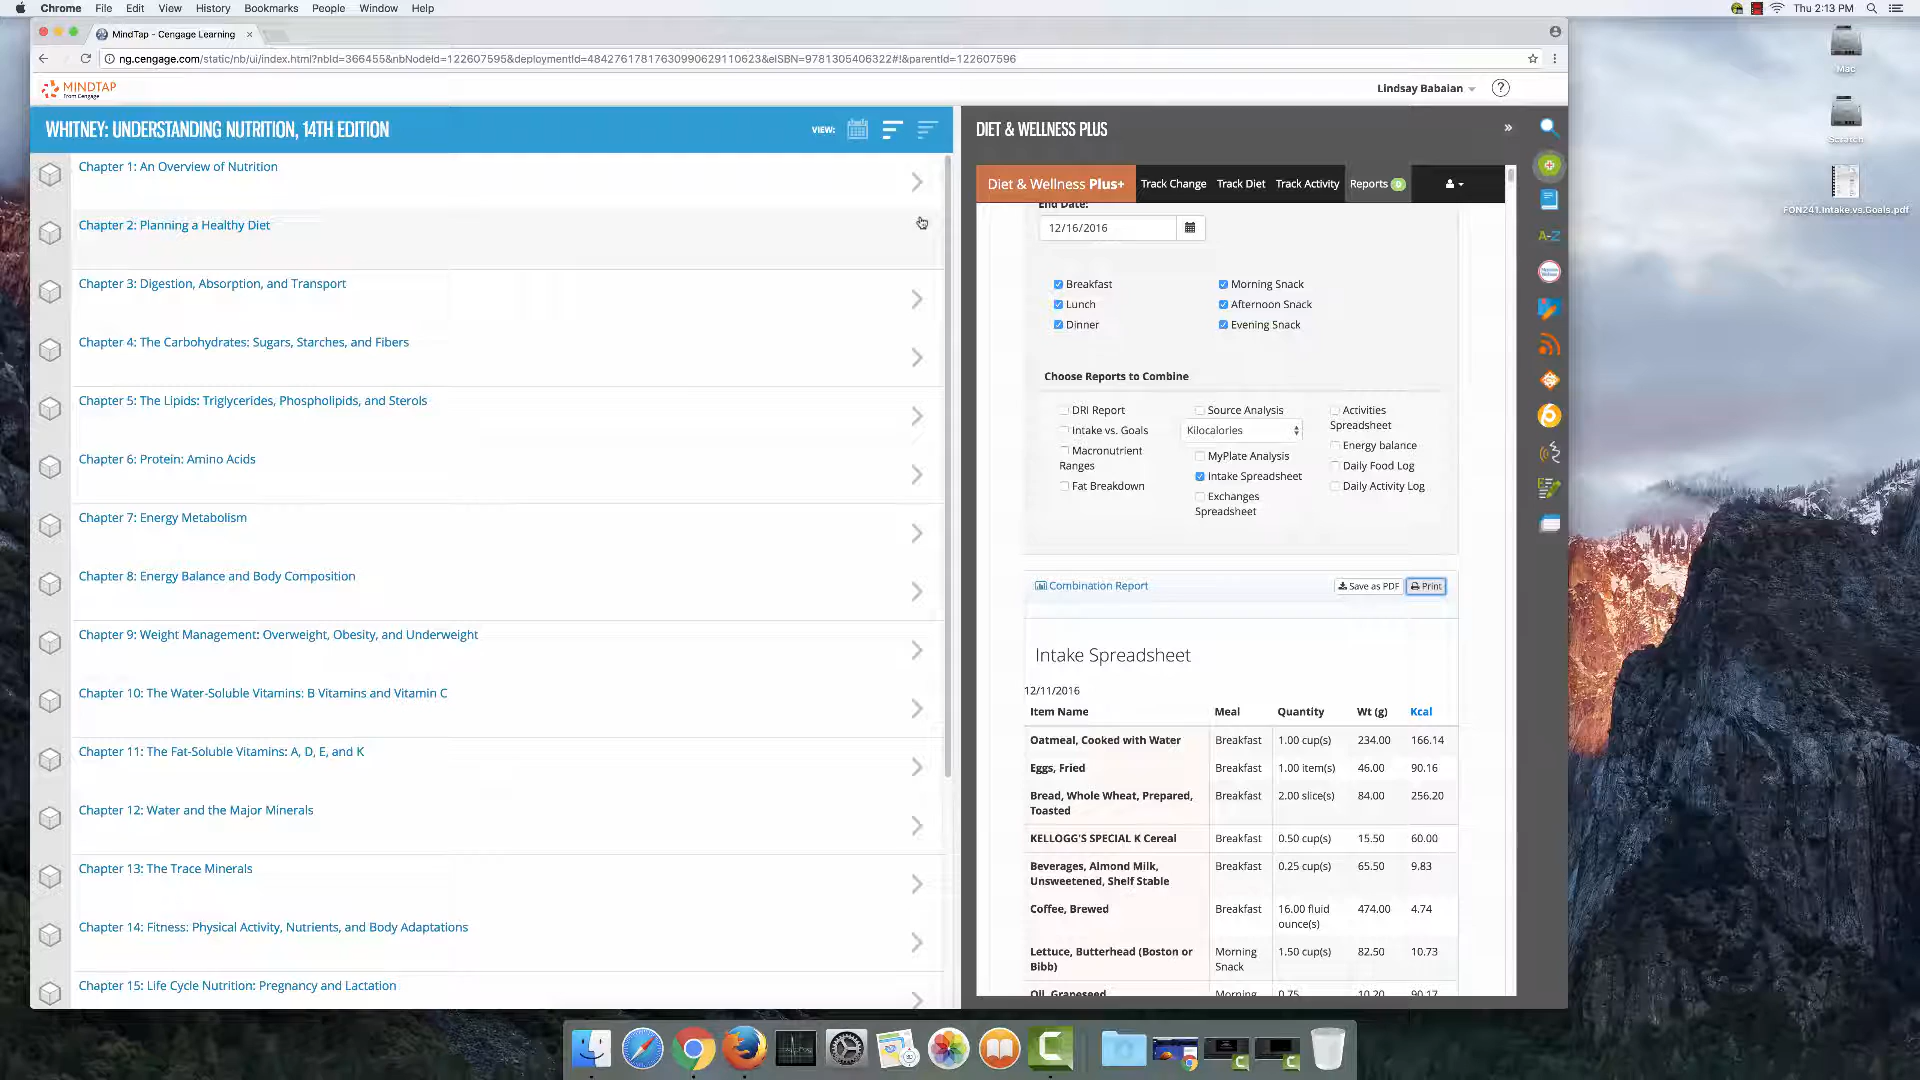 Chrome File Edit View History Bookmarks People Window Help Thu 2:13 PM
MindTap - Cengage Learning
ng.cengage.com/static/nb/ui/index.html?nbId=366455&nbNodeId=122607595&deploymentId=48427617817630990629110623&eISBN=9781305406322#!&parentId=122607596
MINDTAP
From Cengage
Lindsay Babaian
WHITNEY: UNDERSTANDING NUTRITION, 14TH EDITION
VIEW:
Chapter 1: An Overview of Nutrition
Chapter 2: Planning a Healthy Diet
Chapter 3: Digestion, Absorption, and Transport
Chapter 4: The Carbohydrates: Sugars, Starches, and Fibers
Chapter 5: The Lipids: Triglycerides, Phospholipids, and Sterols
Chapter 6: Protein: Amino Acids
Chapter 7: Energy Metabolism
Chapter 8: Energy Balance and Body Composition
Chapter 9: Weight Management: Overweight, Obesity, and Underweight
Chapter 10: The Water-Soluble Vitamins: B Vitamins and Vitamin C
Chapter 11: The Fat-Soluble Vitamins: A, D, E, and K
Chapter 12: Water and the Major Minerals
Chapter 13: The Trace Minerals
Chapter 14: Fitness: Physical Activity, Nutrients, and Body Adaptations
Chapter 15: Life Cycle Nutrition: Pregnancy and Lactation
DIET & WELLNESS PLUS
Diet & Wellness Plus+ Track Change Track Diet Track Activity Reports 0
End Date:
12/16/2016
Breakfast Morning Snack
Lunch Afternoon Snack
Dinner Evening Snack
Choose Reports to Combine
DRI Report
Intake vs. Goals
Macronutrient
Ranges
Fat Breakdown
Source Analysis
Kilocalories
MyPlate Analysis
Intake Spreadsheet
Exchanges
Spreadsheet
Activities
Spreadsheet
Energy balance
Daily Food Log
Daily Activity Log
Combination Report Save as PDF Print
Intake Spreadsheet
12/11/2016
Item Name Meal Quantity Wt (g) Kcal
Oatmeal, Cooked with Water Breakfast 1.00 cup(s) 234.00 166.14
Eggs, Fried Breakfast 1.00 item(s) 46.00 90.16
Bread, Whole Wheat, Prepared, Breakfast 2.00 slice(s) 84.00 256.20
Toasted
KELLOGG'S SPECIAL K Cereal Breakfast 0.50 cup(s) 15.50 60.00
Beverages, Almond Milk, Breakfast 0.25 cup(s) 65.50 9.83
Unsweetened, Shelf Stable
Coffee, Brewed Breakfast 16.00 fluid 474.00 4.74
ounce(s)
Lettuce, Butterhead (Boston or Morning 1.50 cup(s) 82.50 10.73
Bibb) Snack
Oil, Grapeseed Morning 0.75 10.20 90.17
A-Z
Mac
Scratch
FON241.Intake.vs.Goals.pdf